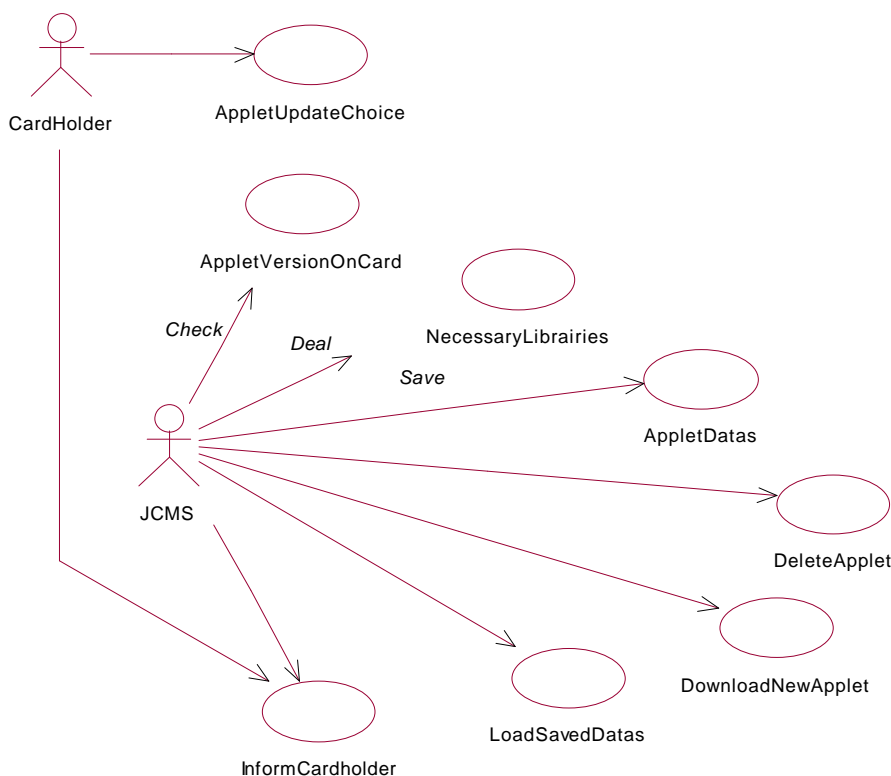 CardHolder
AppletUpdateChoice
AppletVersionOnCard
NecessaryLibrairies
Check
Deal
Save
AppletDatas
JCMS
DeleteApplet
DownloadNewApplet
LoadSavedDatas
InformCardholder